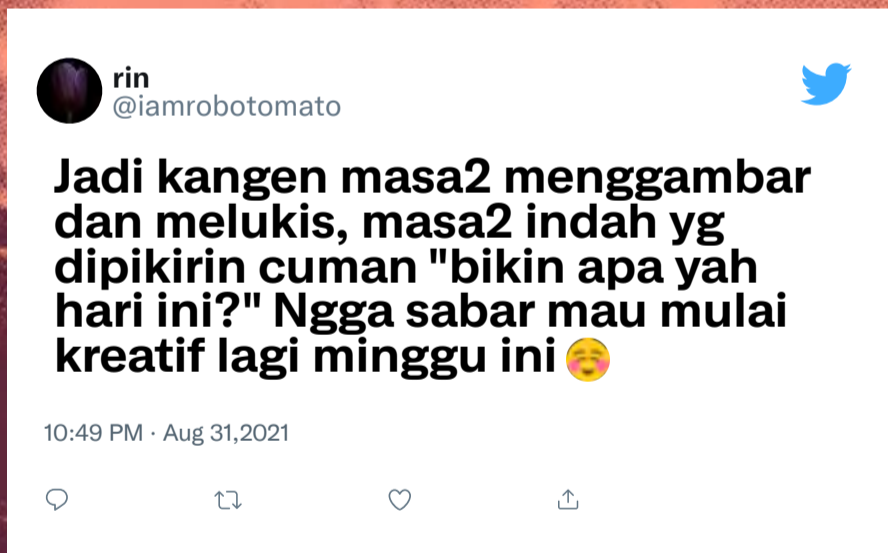 rin
@iamrobotomato
Jadi kangen masa2 menggambar
dan melukis, masa2 indah yg
dipikirin cuman "bikin apa yah
hari ini?" Ngga sabar mau mulai
kreatif lagi minggu ini ☺️
10:49 PM · Aug 31,2021